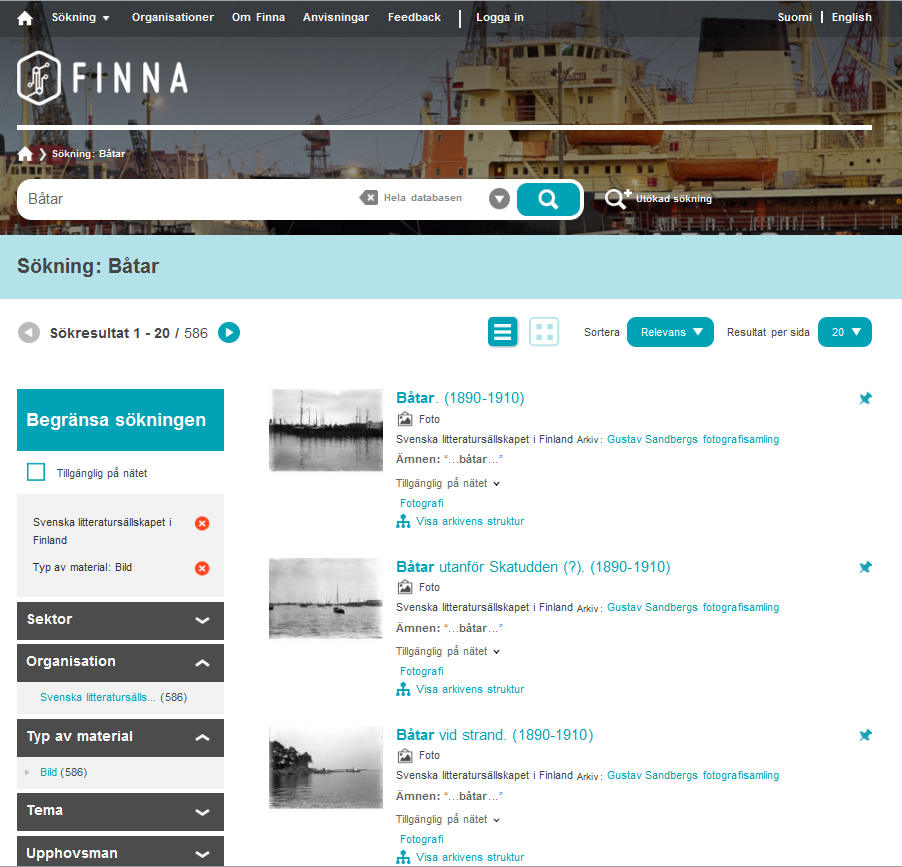 Sökning Organisationer Om Finna Anvisningar Feedback Logga in Suomi English
FINNA
Sökning: Båtar
Båtar Hela databasen Utökad sökning
Sökning: Båtar
Sökresultat 1 - 20 / 586 Sortera Relevans Resultat per sida 20
Begränsa sökningen
Tillgänglig på nätet
Svenska litteratursällskapet i
Finland
Typ av material: Bild
Sektor
Organisation
Svenska litteratursälls... (586)
Typ av material
Bild (586)
Tema
Upphovsman
Båtar. (1890-1910)
Foto
Svenska litteratursällskapet i Finland Arkiv: Gustav Sandbergs fotografisamling
Ämnen: “...båtar...”
Tillgänglig på nätet
Fotografi
Visa arkivens struktur
Båtar utanför Skatudden (?). (1890-1910)
Foto
Svenska litteratursällskapet i Finland Arkiv: Gustav Sandbergs fotografisamling
Ämnen: “...båtar...”
Tillgänglig på nätet
Fotografi
Visa arkivens struktur
Båtar vid strand. (1890-1910)
Foto
Svenska litteratursällskapet i Finland Arkiv: Gustav Sandbergs fotografisamling
Ämnen: “...båtar...”
Tillgänglig på nätet
Fotografi
Visa arkivens struktur